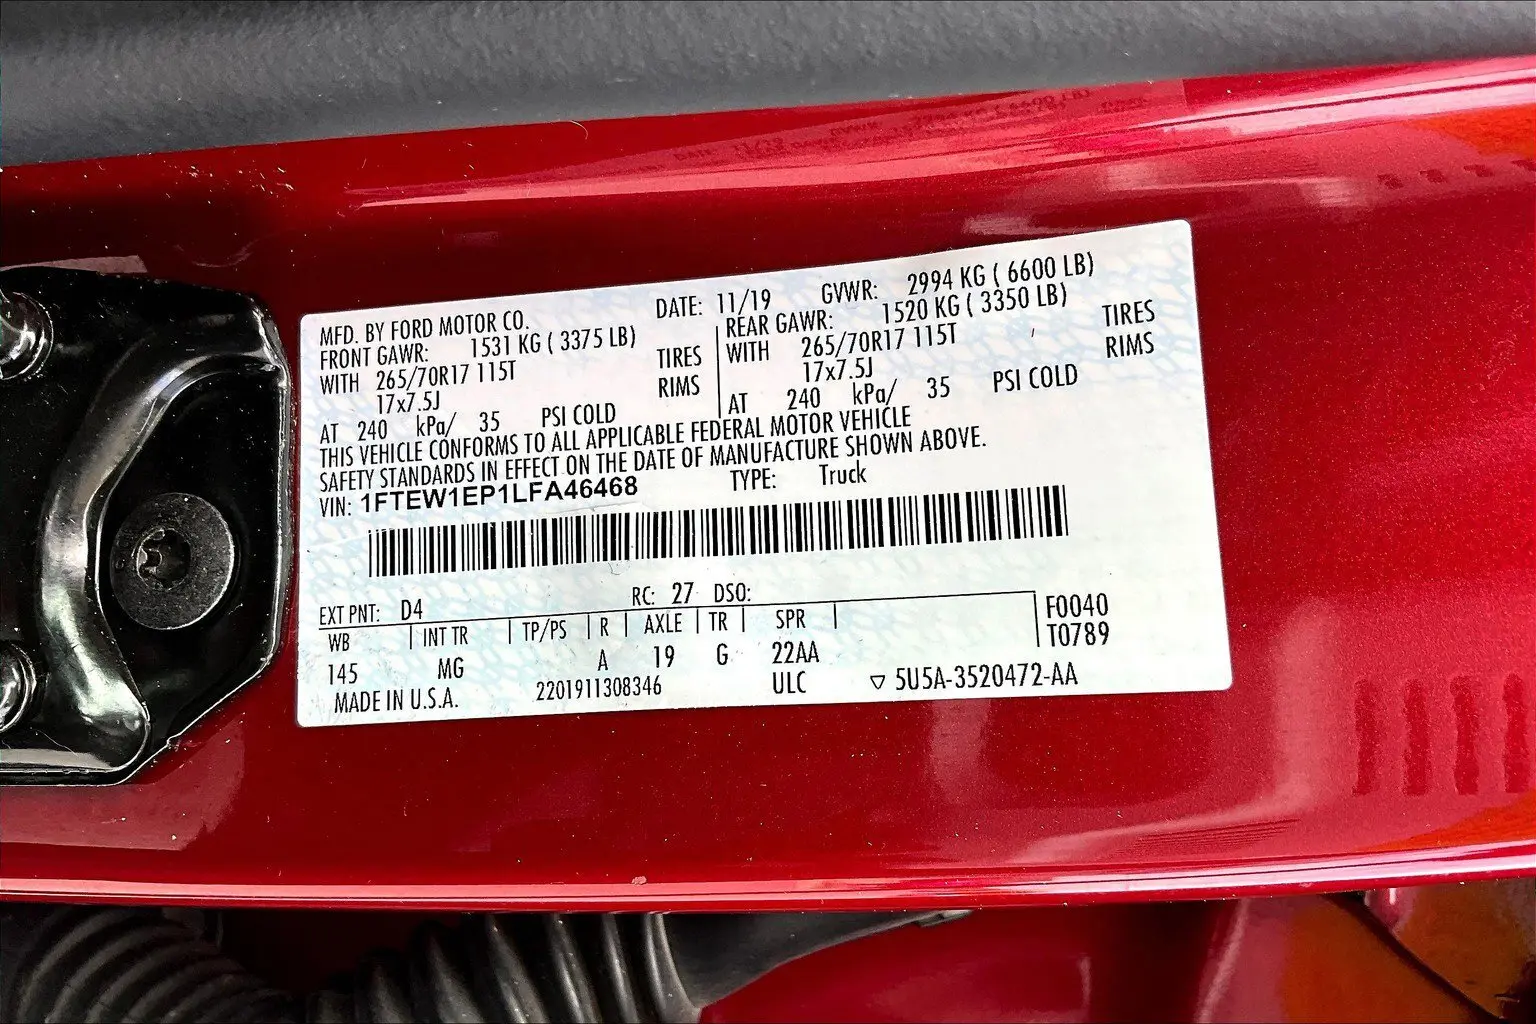 MFD. BY FORD MOTOR CO. DATE: 11/19 GVWR: 2994 KG ( 6600 LB)
FRONT GAWR: 1531 KG ( 3375 LB)
WITH 265/70R17 115T TIRES
17x7.5J RIMS
AT 240 kPa/ 35 PSI COLD
REAR GAWR: 1520 KG ( 3350 LB)
WITH 265/70R17 115T TIRES
17x7.5J RIMS
AT 240 kPa/ 35 PSI COLD
THIS VEHICLE CONFORMS TO ALL APPLICABLE FEDERAL MOTOR VEHICLE
SAFETY STANDARDS IN EFFECT ON THE DATE OF MANUFACTURE SHOWN ABOVE.
VIN: 1FTEW1EP1LFA46468 TYPE: Truck
EXT PNT: D4 RC: 27 DSO:
WB INT TR TP/PS R AXLE TR SPR F0040
T0789
145 MG A 19 G 22AA
MADE IN U.S.A. 2201911308346 ULC ▽ 5U5A-3520472-AA